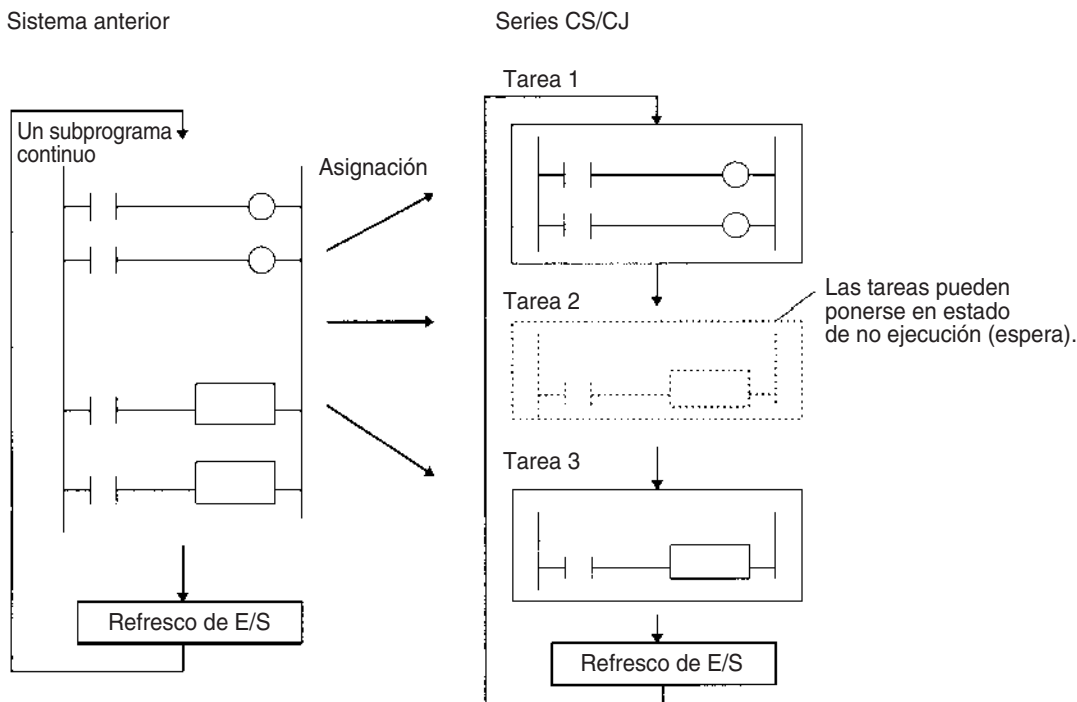 Sistema anterior
Series CS/CJ
Tarea 1
Un subprograma
continuo
Asignación
Tarea 2
Las tareas pueden
ponerse en estado
de no ejecución (espera).
Tarea 3
Refresco de E/S
Refresco de E/S